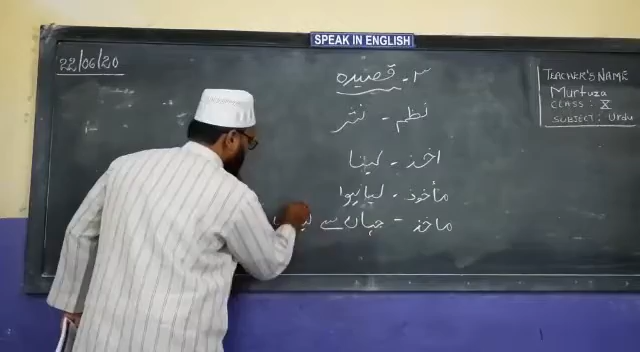 SPEAK IN ENGLISH
22/06/20
TEACHER'S NAME
Murtuza
CLASS : X
SUBJECT : Urdu
۳- قصیدہ
نظم - نثر
اخذ - لینا
مأخوذ - لیا ہوا
ماخذ - جہاں سے